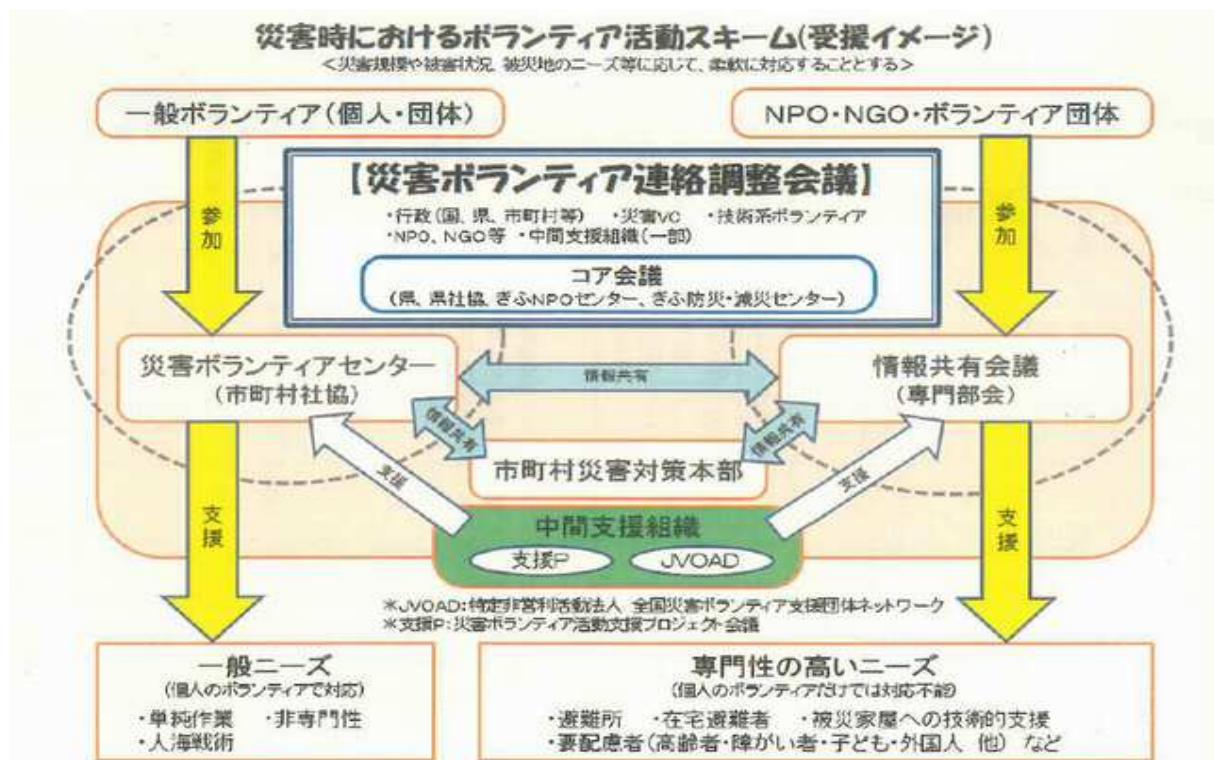 災害時におけるボランティア活動スキーム(受援イメージ)
<災害規模や被害状況、被災地のニーズ等に応じて、柔軟に対応することとする>
一般ボランティア(個人・団体)
NPO・NGO・ボランティア団体
【災害ボランティア連絡調整会議】
・行政(国、県、市町村等) ・災害VC ・技術系ボランティア
・NPO、NGO等 ・中間支援組織(一部)
コア会議
(県、県社協、ぎふNPOセンター、ぎふ防災・減災センター)
参加
参加
災害ボランティアセンター
(市町村社協)
情報共有
情報共有会議
(専門部会)
情報共有
情報共有
市町村災害対策本部
支援
支援
中間支援組織
支援P
JVOAD
支援
支援
*JVOAD:特定非営利活動法人 全国災害ボランティア支援団体ネットワーク
*支援P:災害ボランティア活動支援プロジェクト会議
一般ニーズ
(個人のボランティアで対応)
・単純作業 ・非専門性
・人海戦術
専門性の高いニーズ
(個人のボランティアだけでは対応不能)
・避難所 ・在宅避難者 ・被災家屋への技術的支援
・要配慮者(高齢者・障がい者・子ども・外国人 他) など